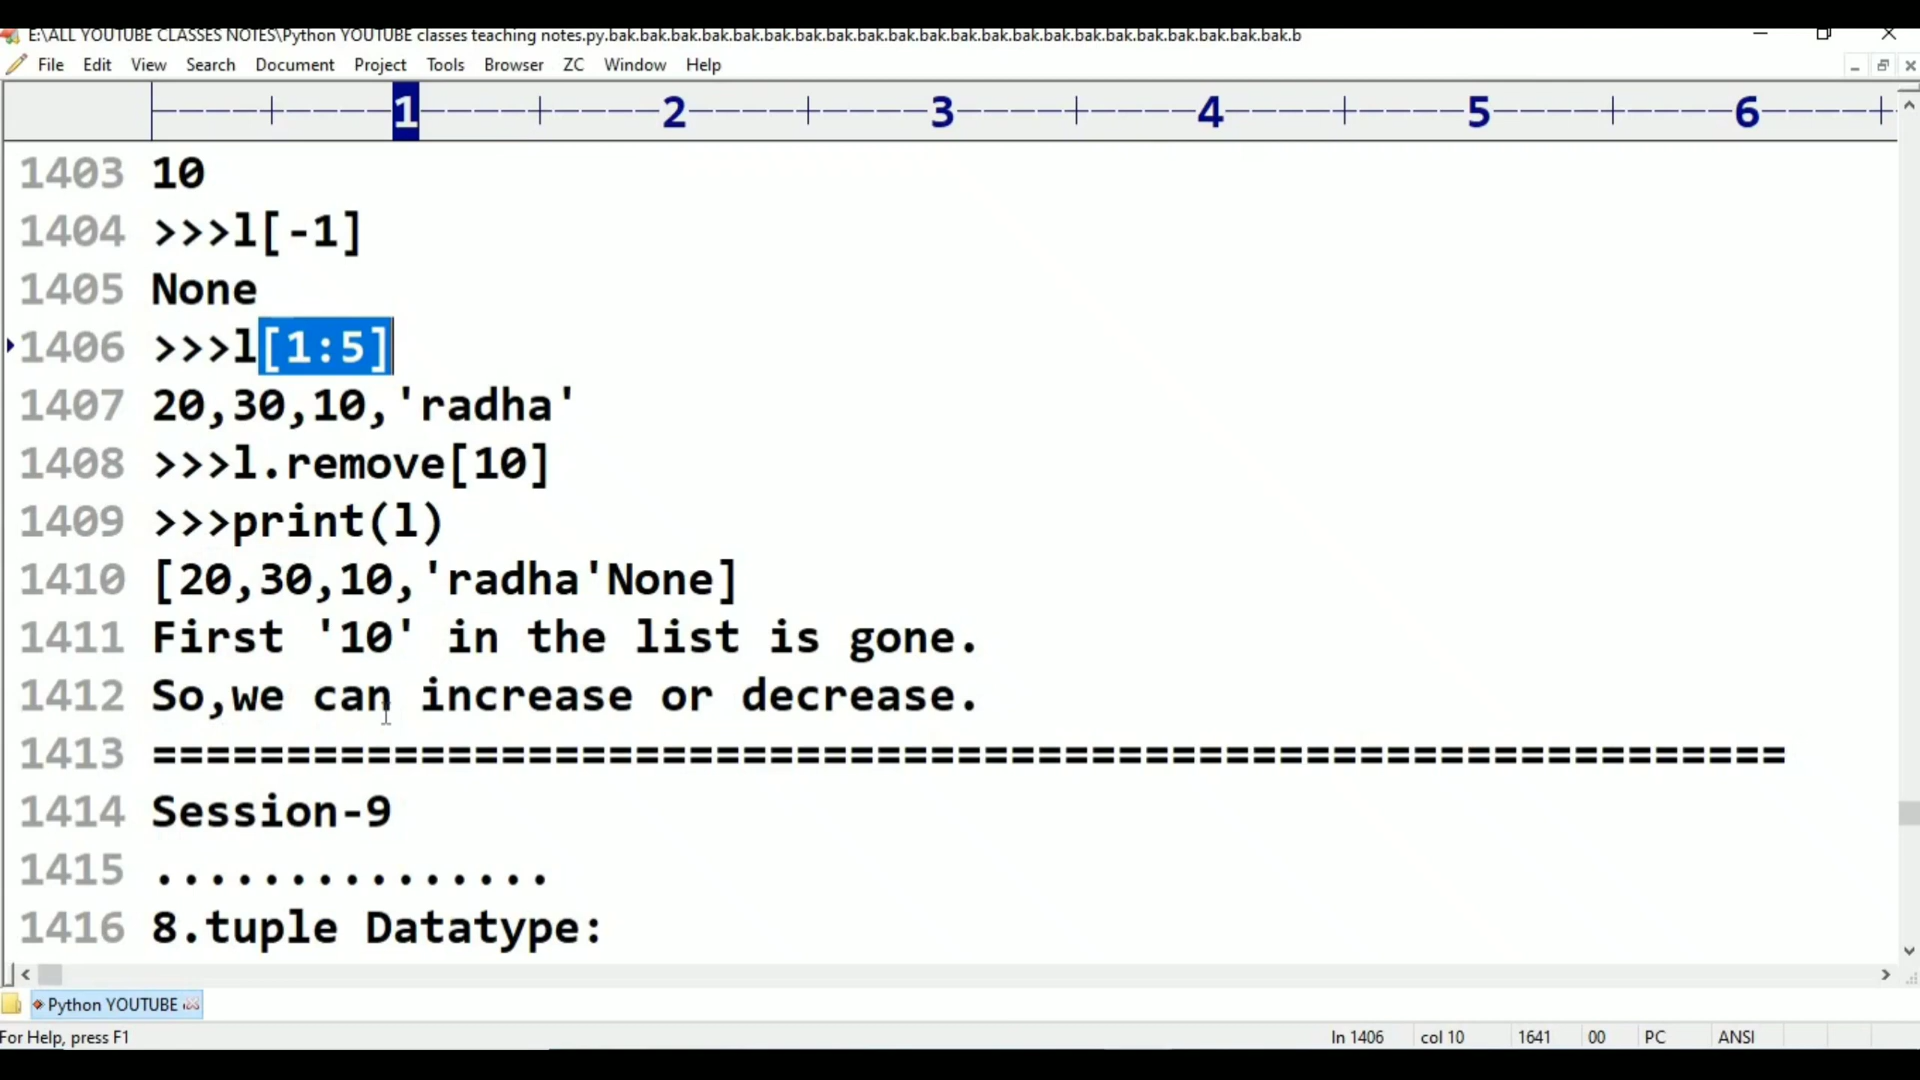 E:\ALL YOUTUBE CLASSES NOTES\Python YOUTUBE classes teaching notes.py.bak.bak.bak.bak.bak.bak.bak.bak.bak.bak.bak.bak.bak.bak.bak.bak.bak.bak.bak.bak.bak.bak.b
File Edit View Search Document Project Tools Browser ZC Window Help
1 2 3 4 5 6
1403 10
1404 >>>l[-1]
1405 None
1406 >>>l[1:5]
1407 20,30,10,'radha'
1408 >>>l.remove[10]
1409 >>>print(l)
1410 [20,30,10,'radha'None]
1411 First '10' in the list is gone.
1412 So,we can increase or decrease.
1413 =============================================================
1414 Session-9
1415 ...............
1416 8.tuple Datatype:
Python YOUTUBE
For Help, press F1 ln 1406 col 10 1641 00 PC ANSI